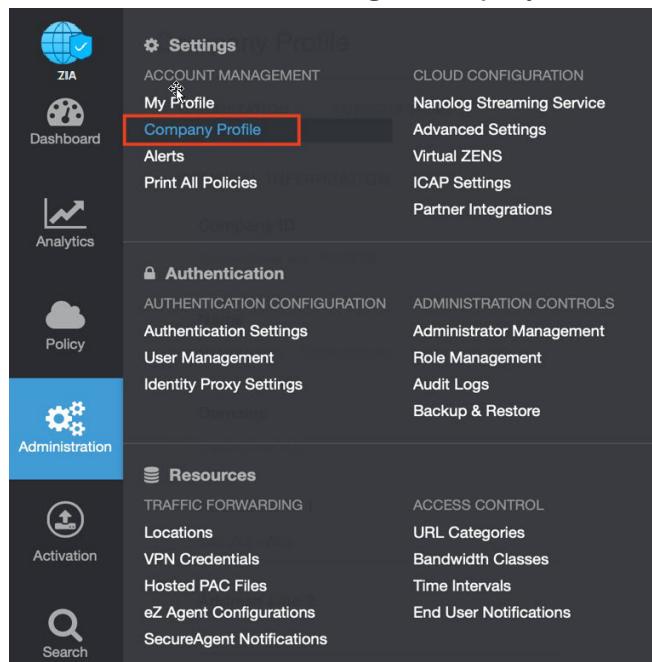 ZIA
Dashboard
Analytics
Policy
Administration
Activation
Search
Settings
ACCOUNT MANAGEMENT
My Profile
Company Profile
Alerts
Print All Policies
CLOUD CONFIGURATION
Nanolog Streaming Service
Advanced Settings
Virtual ZENS
ICAP Settings
Partner Integrations
Authentication
AUTHENTICATION CONFIGURATION
Authentication Settings
User Management
Identity Proxy Settings
ADMINISTRATION CONTROLS
Administrator Management
Role Management
Audit Logs
Backup & Restore
Resources
TRAFFIC FORWARDING
Locations
VPN Credentials
Hosted PAC Files
eZ Agent Configurations
SecureAgent Notifications
ACCESS CONTROL
URL Categories
Bandwidth Classes
Time Intervals
End User Notifications
Company ID